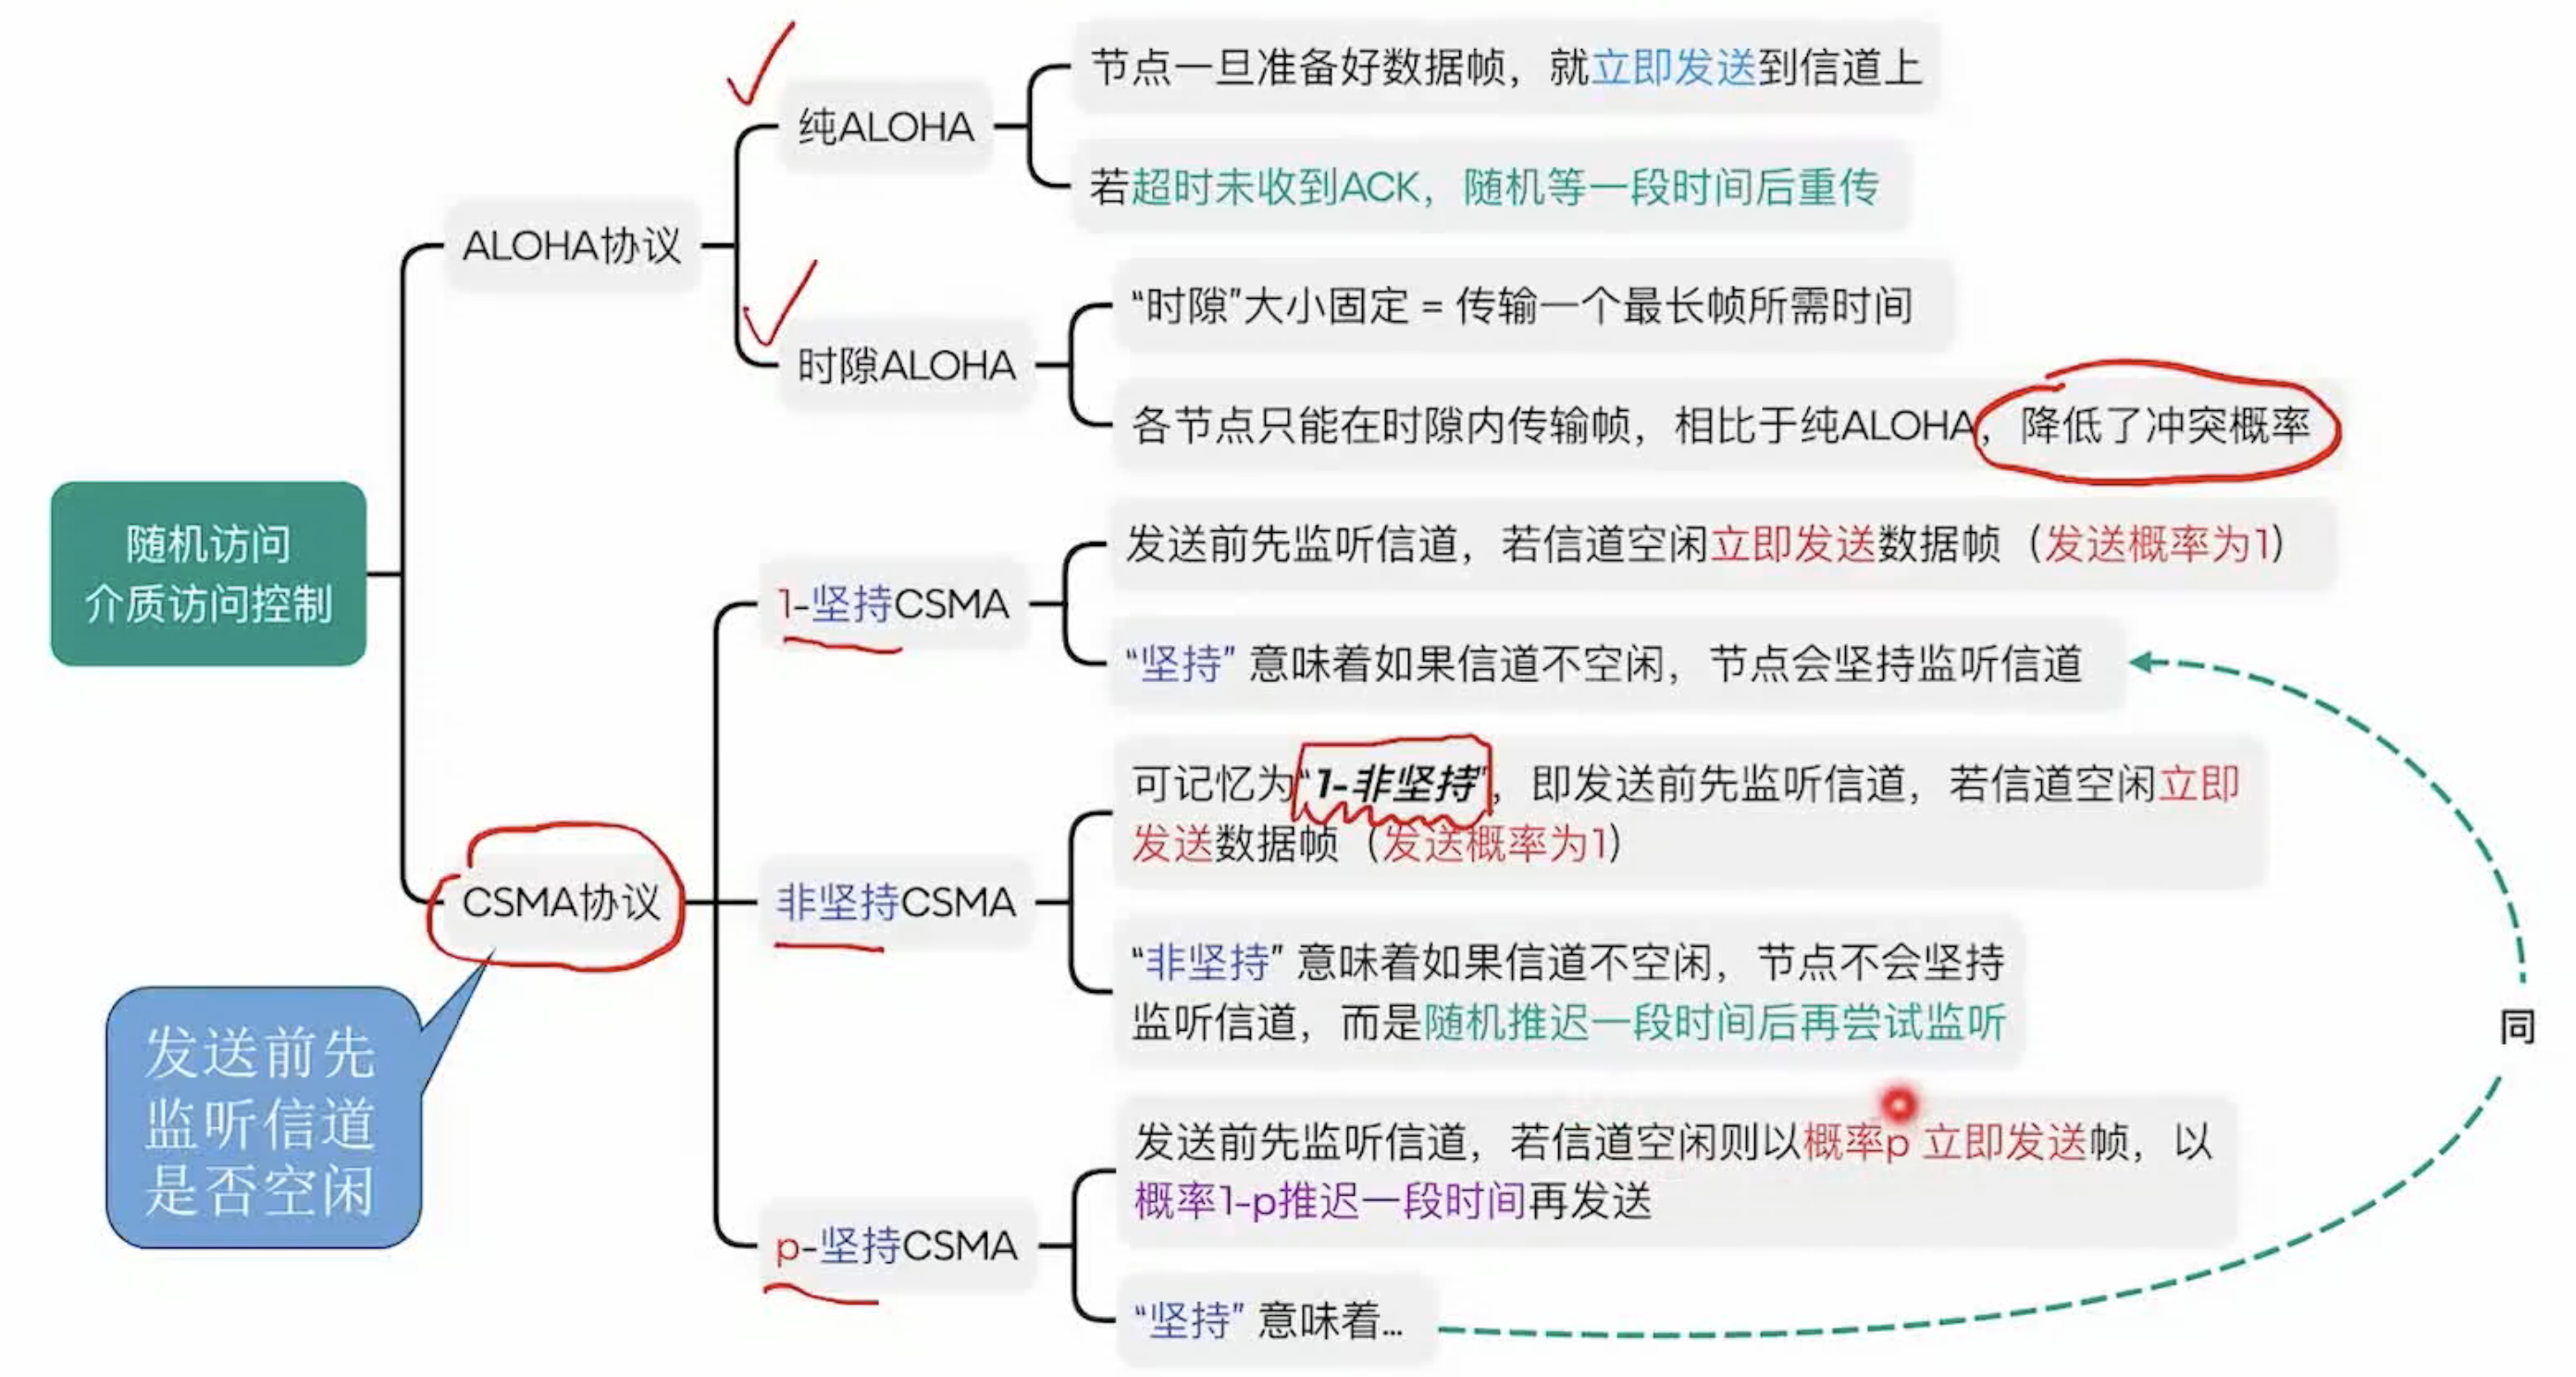 节点一旦准备好数据帧，就立即发送到信道上
纯ALOHA
若超时未收到ACK，随机等一段时间后重传
ALOHA协议
“时隙”大小固定 = 传输一个最长帧所需时间
时隙ALOHA
各节点只能在时隙内传输帧，相比于纯ALOHA，降低了冲突概率
随机访问
介质访问控制
发送前先监听信道，若信道空闲立即发送数据帧（发送概率为1）
1-坚持CSMA
“坚持” 意味着如果信道不空闲，节点会坚持监听信道
可记忆为“1-非坚持”，即发送前先监听信道，若信道空闲立即
发送数据帧（发送概率为1）
CSMA协议
非坚持CSMA
“非坚持” 意味着如果信道不空闲，节点不会坚持
监听信道，而是随机推迟一段时间后再尝试监听
同
发送前先
监听信道
是否空闲
发送前先监听信道，若信道空闲则以概率p 立即发送帧，以
概率1-p推迟一段时间再发送
p-坚持CSMA
“坚持” 意味着...